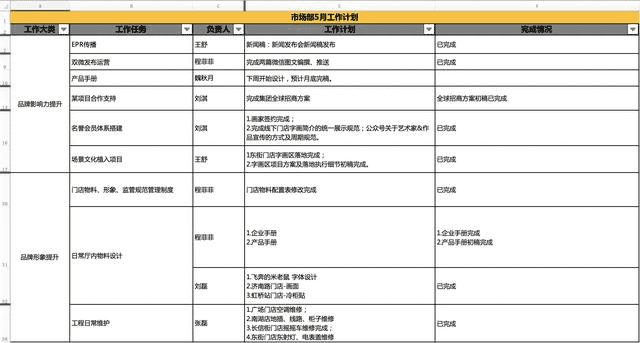 市场部5月工作计划
工作大类 工作任务 负责人 工作计划 完成情况
品牌影响力提升
EPR传播 王舒 新闻稿：新闻发布会新闻稿发布 已完成
双微发布运营 程菲菲 完成两篇微信图文编撰、推送 已完成
产品手册 魏秋月 下周开始设计，预计月底完稿。
某项目合作支持 刘淇 完成集团全球招商方案 全球招商方案初稿已完成
名誉会员体系搭建 刘淇
1.画家签约完成；
2.完成线下门店字画简介的统一展示规范；公众号关于艺术家&作
品宣传的方式及周期规范。
已完成
场景文化植入项目 王舒
1东街门店字画区落地完成；
2.字画区项目方案及落地执行细节初稿完成。
已完成
品牌形象提升
门店物料、形象、监管规范管理制度 程菲菲 门店物料配置表修改完成 已完成
日常厅内物料设计
程菲菲
1.企业手册
2.产品手册
1.企业手册完成
2.产品手册初稿完成
刘磊
1.飞奔的米老鼠 字体设计
2.济南路门店-画面
3.虹桥站门店-冷柜贴
已完成
工程日常维护 张磊
1.广场门店空调维修；
2.南湖店地插、线路、柜子维修
3.长信街门店摇摇车维修完成；
4.东街门店东射灯、电表盖维修
已完成